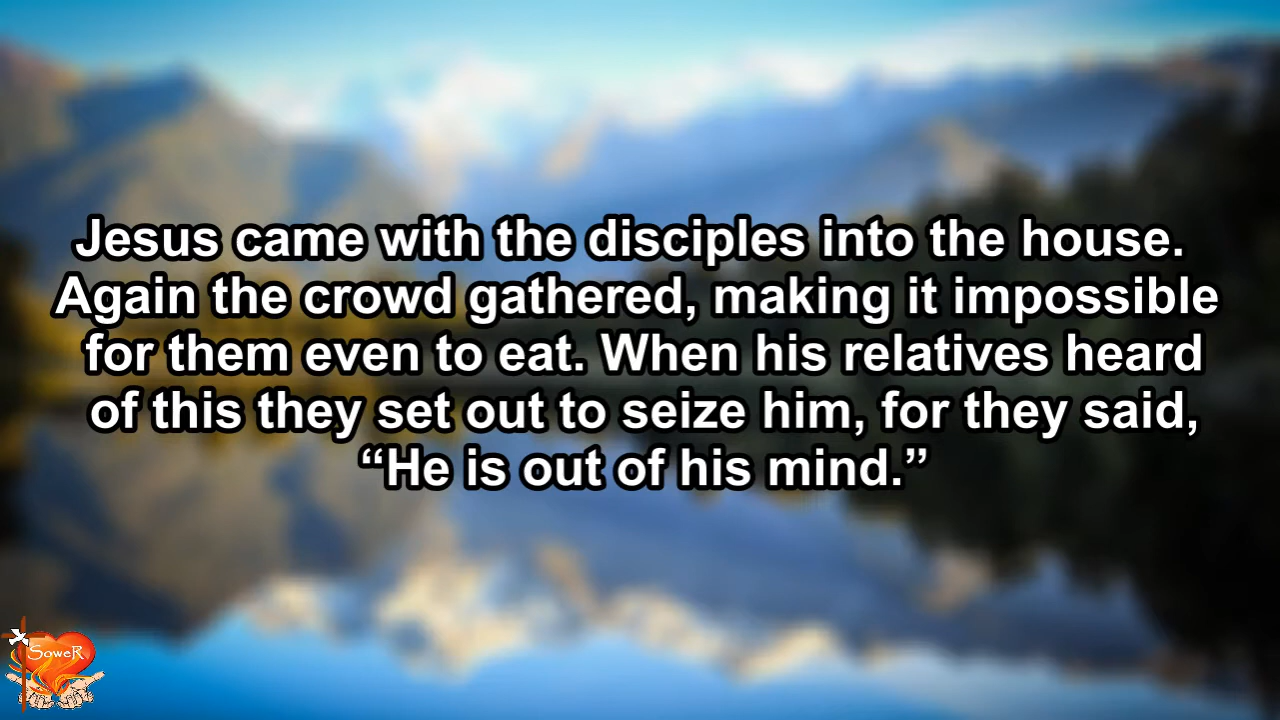 Jesus came with the disciples into the house.
Again the crowd gathered, making it impossible
for them even to eat. When his relatives heard
of this they set out to seize him, for they said,
“He is out of his mind.”
SoweR